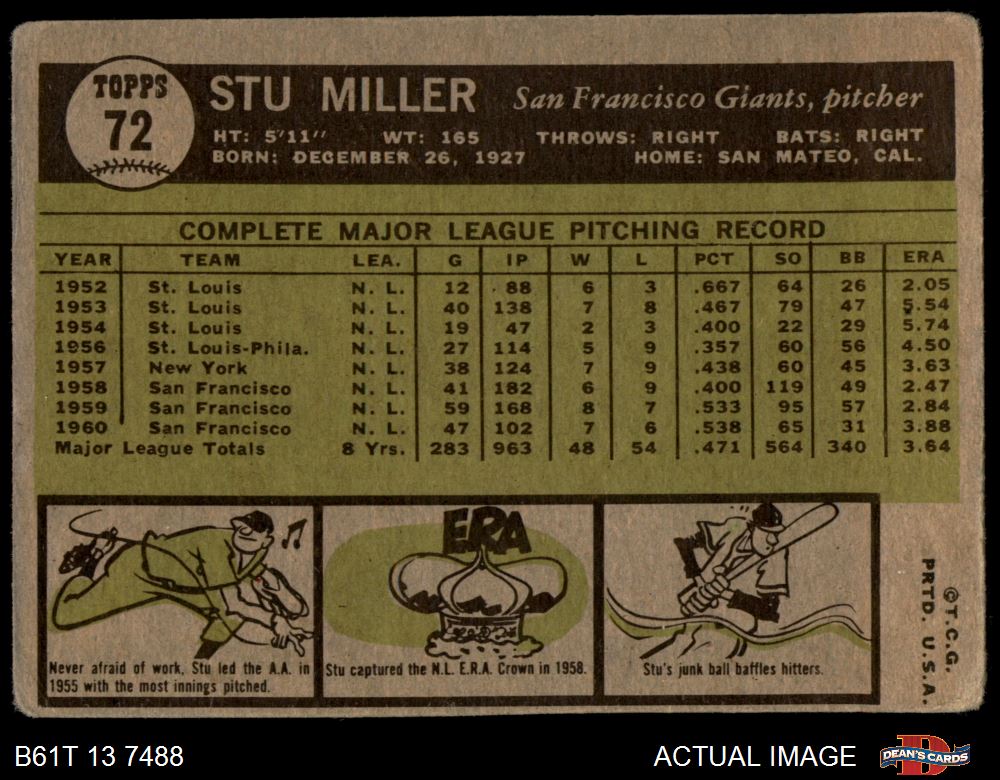 TOPPS
72
STU MILLER San Francisco Giants, pitcher
HT: 5'11" WT: 165 THROWS: RIGHT BATS: RIGHT
BORN: DECEMBER 26, 1927 HOME: SAN MATEO, CAL.
COMPLETE MAJOR LEAGUE PITCHING RECORD
YEAR TEAM LEA. G IP W L PCT SO BB ERA
1952 St. Louis N. L. 12 88 6 3 .667 64 26 2.05
1953 St. Louis N. L. 40 138 7 8 .467 79 47 5.54
1954 St. Louis N. L. 19 47 2 3 .400 22 29 5.74
1956 St. Louis-Phila. N. L. 27 114 5 9 .357 60 56 4.50
1957 New York N. L. 38 124 7 9 .438 60 45 3.63
1958 San Francisco N. L. 41 182 6 9 .400 119 49 2.47
1959 San Francisco N. L. 59 168 8 7 .533 95 57 2.84
1960 San Francisco N. L. 47 102 7 6 .538 65 31 3.88
Major League Totals 8 Yrs. 283 963 48 54 .471 564 340 3.64
ERA
Never afraid of work, Stu led the A.A. in
1955 with the most innings pitched.
Stu captured the N.L. E.R.A. Crown in 1958.
Stu's junk ball baffles hitters.
©T.C.G.
PRTD. U.S.A.
B61T 13 7488
ACTUAL IMAGE
DEAN'S CARDS